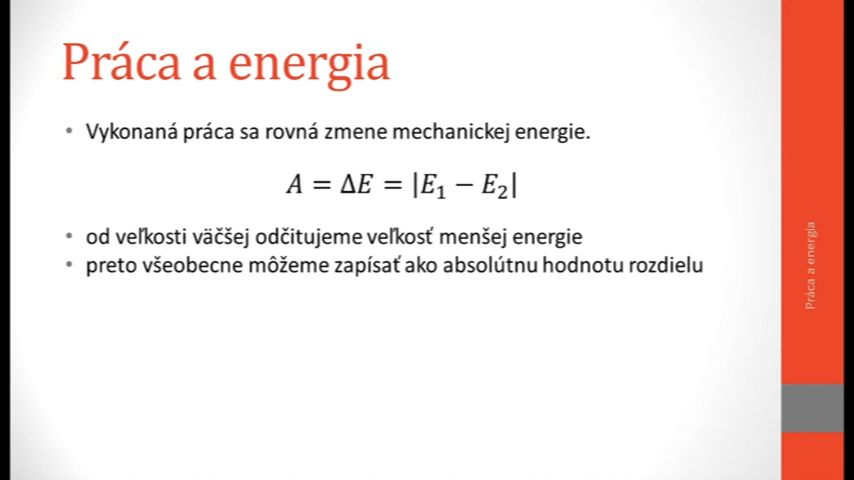 Práca a energia
• Vykonaná práca sa rovná zmene mechanickej energie.
A = ΔE = |E₁ − E₂|
• od veľkosti väčšej odčitujeme veľkosť menšej energie
• preto všeobecne môžeme zapísať ako absolútnu hodnotu rozdielu
Práca a energia